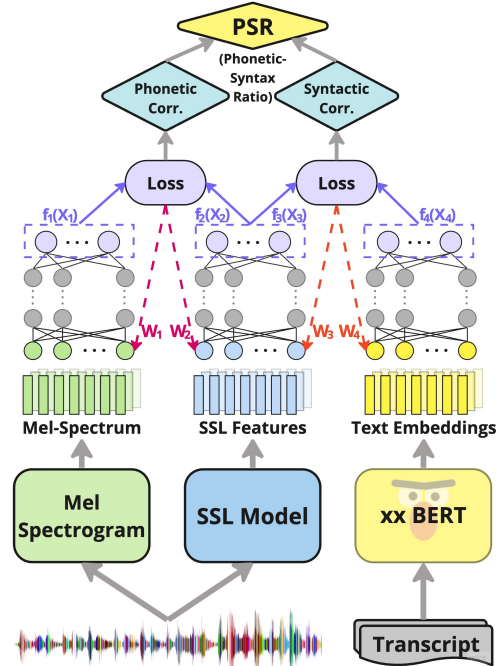 PSR
(Phonetic-
Syntax
Ratio)
Phonetic
Corr.
Syntactic
Corr.
Loss
Loss
f₁(X₁)
f₂(X₂)
f₃(X₃)
f₄(X₄)
W₁
W₂
W₃
W₄
Mel-Spectrum
SSL Features
Text Embeddings
Mel
Spectrogram
SSL Model
xx BERT
Transcript